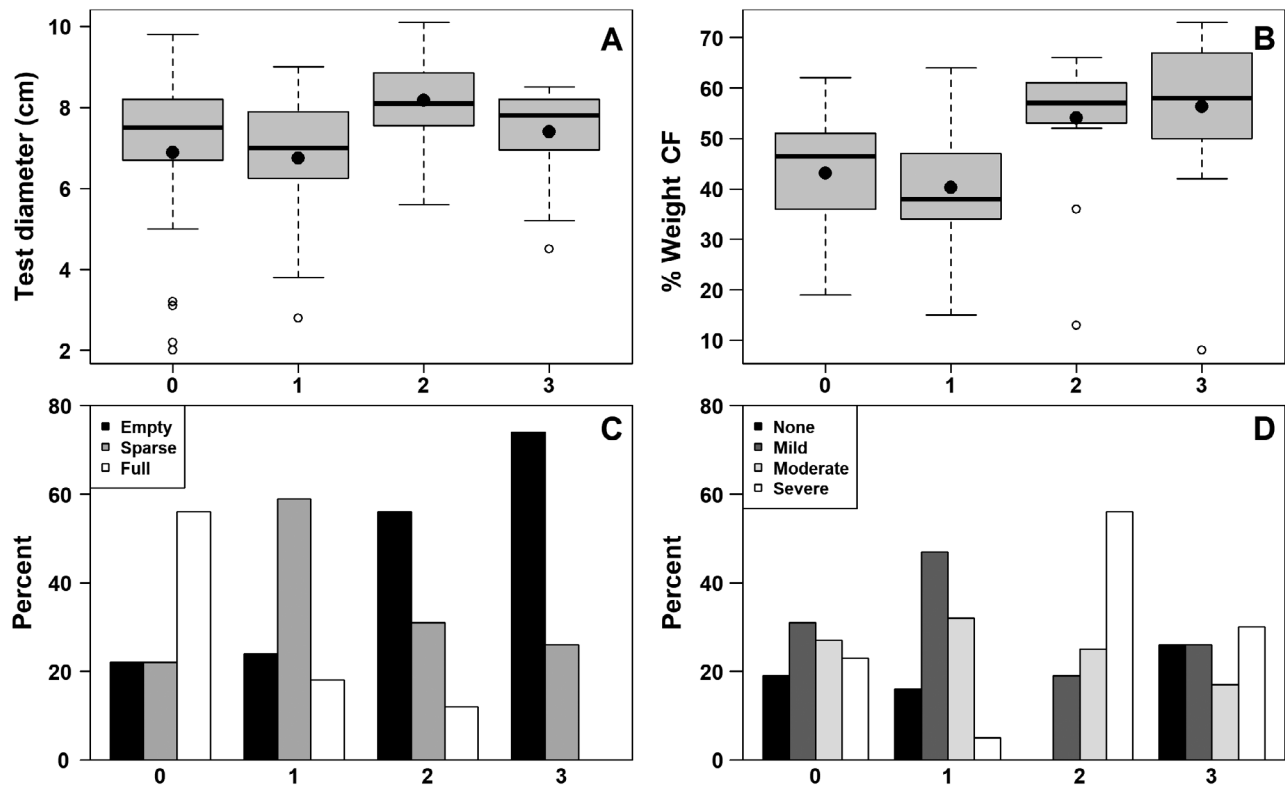 A
Test diameter (cm)
10
8
6
4
2
0 1 2 3
B
% Weight CF
70
60
50
40
30
20
10
0 1 2 3
C
Empty
Sparse
Full
Percent
80
60
40
20
0
0 1 2 3
D
None
Mild
Moderate
Severe
Percent
80
60
40
20
0
0 1 2 3